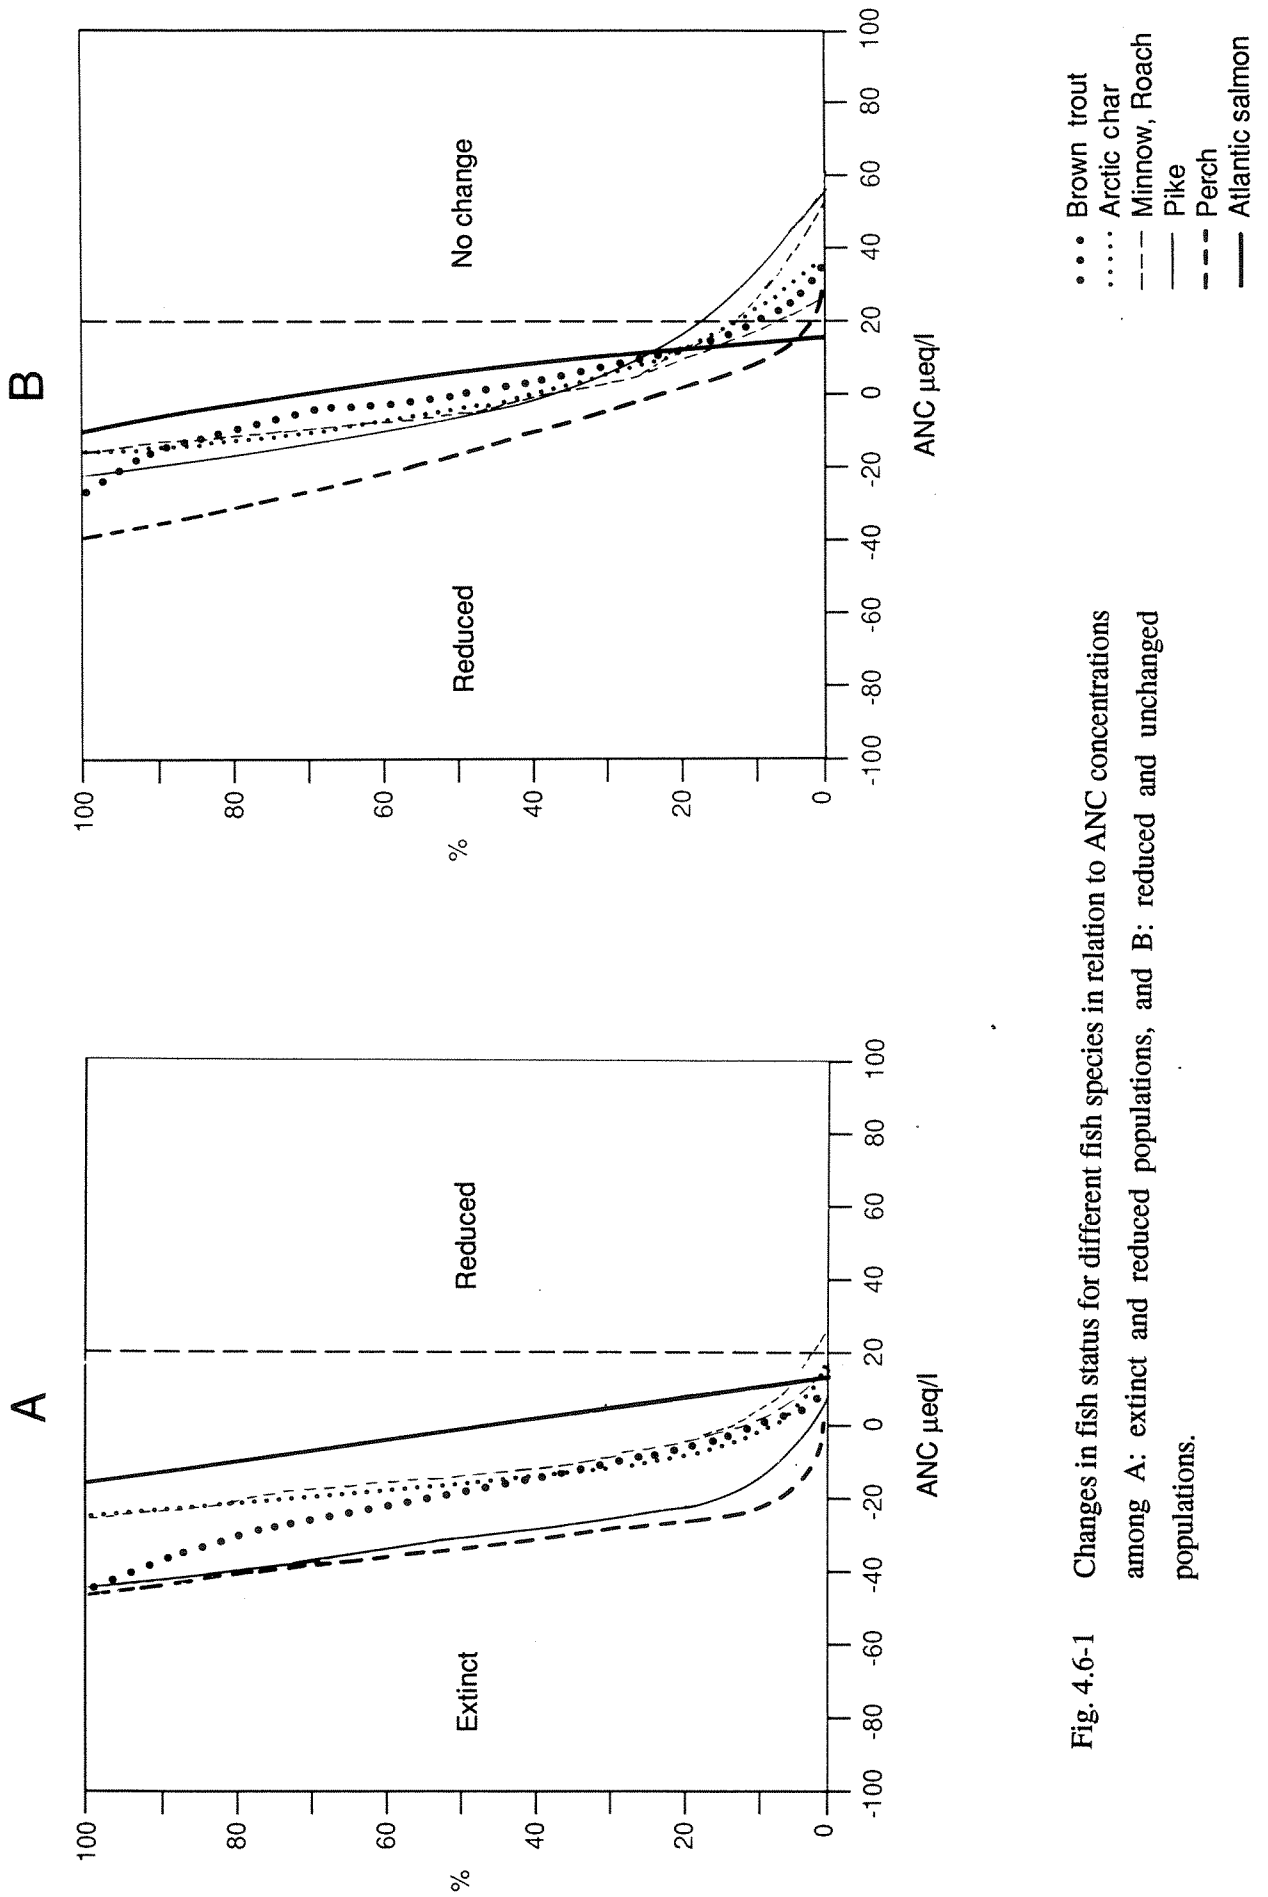 A
100
80
60
40
20
0
%
Extinct
Reduced
-100
-80
-60
-40
-20
0
20
40
60
80
100
ANC µeq/l
B
100
80
60
40
20
0
%
Reduced
No change
-100
-80
-60
-40
-20
0
20
40
60
80
100
ANC µeq/l
Brown trout
Arctic char
Minnow, Roach
Pike
Perch
Atlantic salmon
Fig. 4.6-1 Changes in fish status for different fish species in relation to ANC concentrations
among A: extinct and reduced populations, and B: reduced and unchanged
populations.